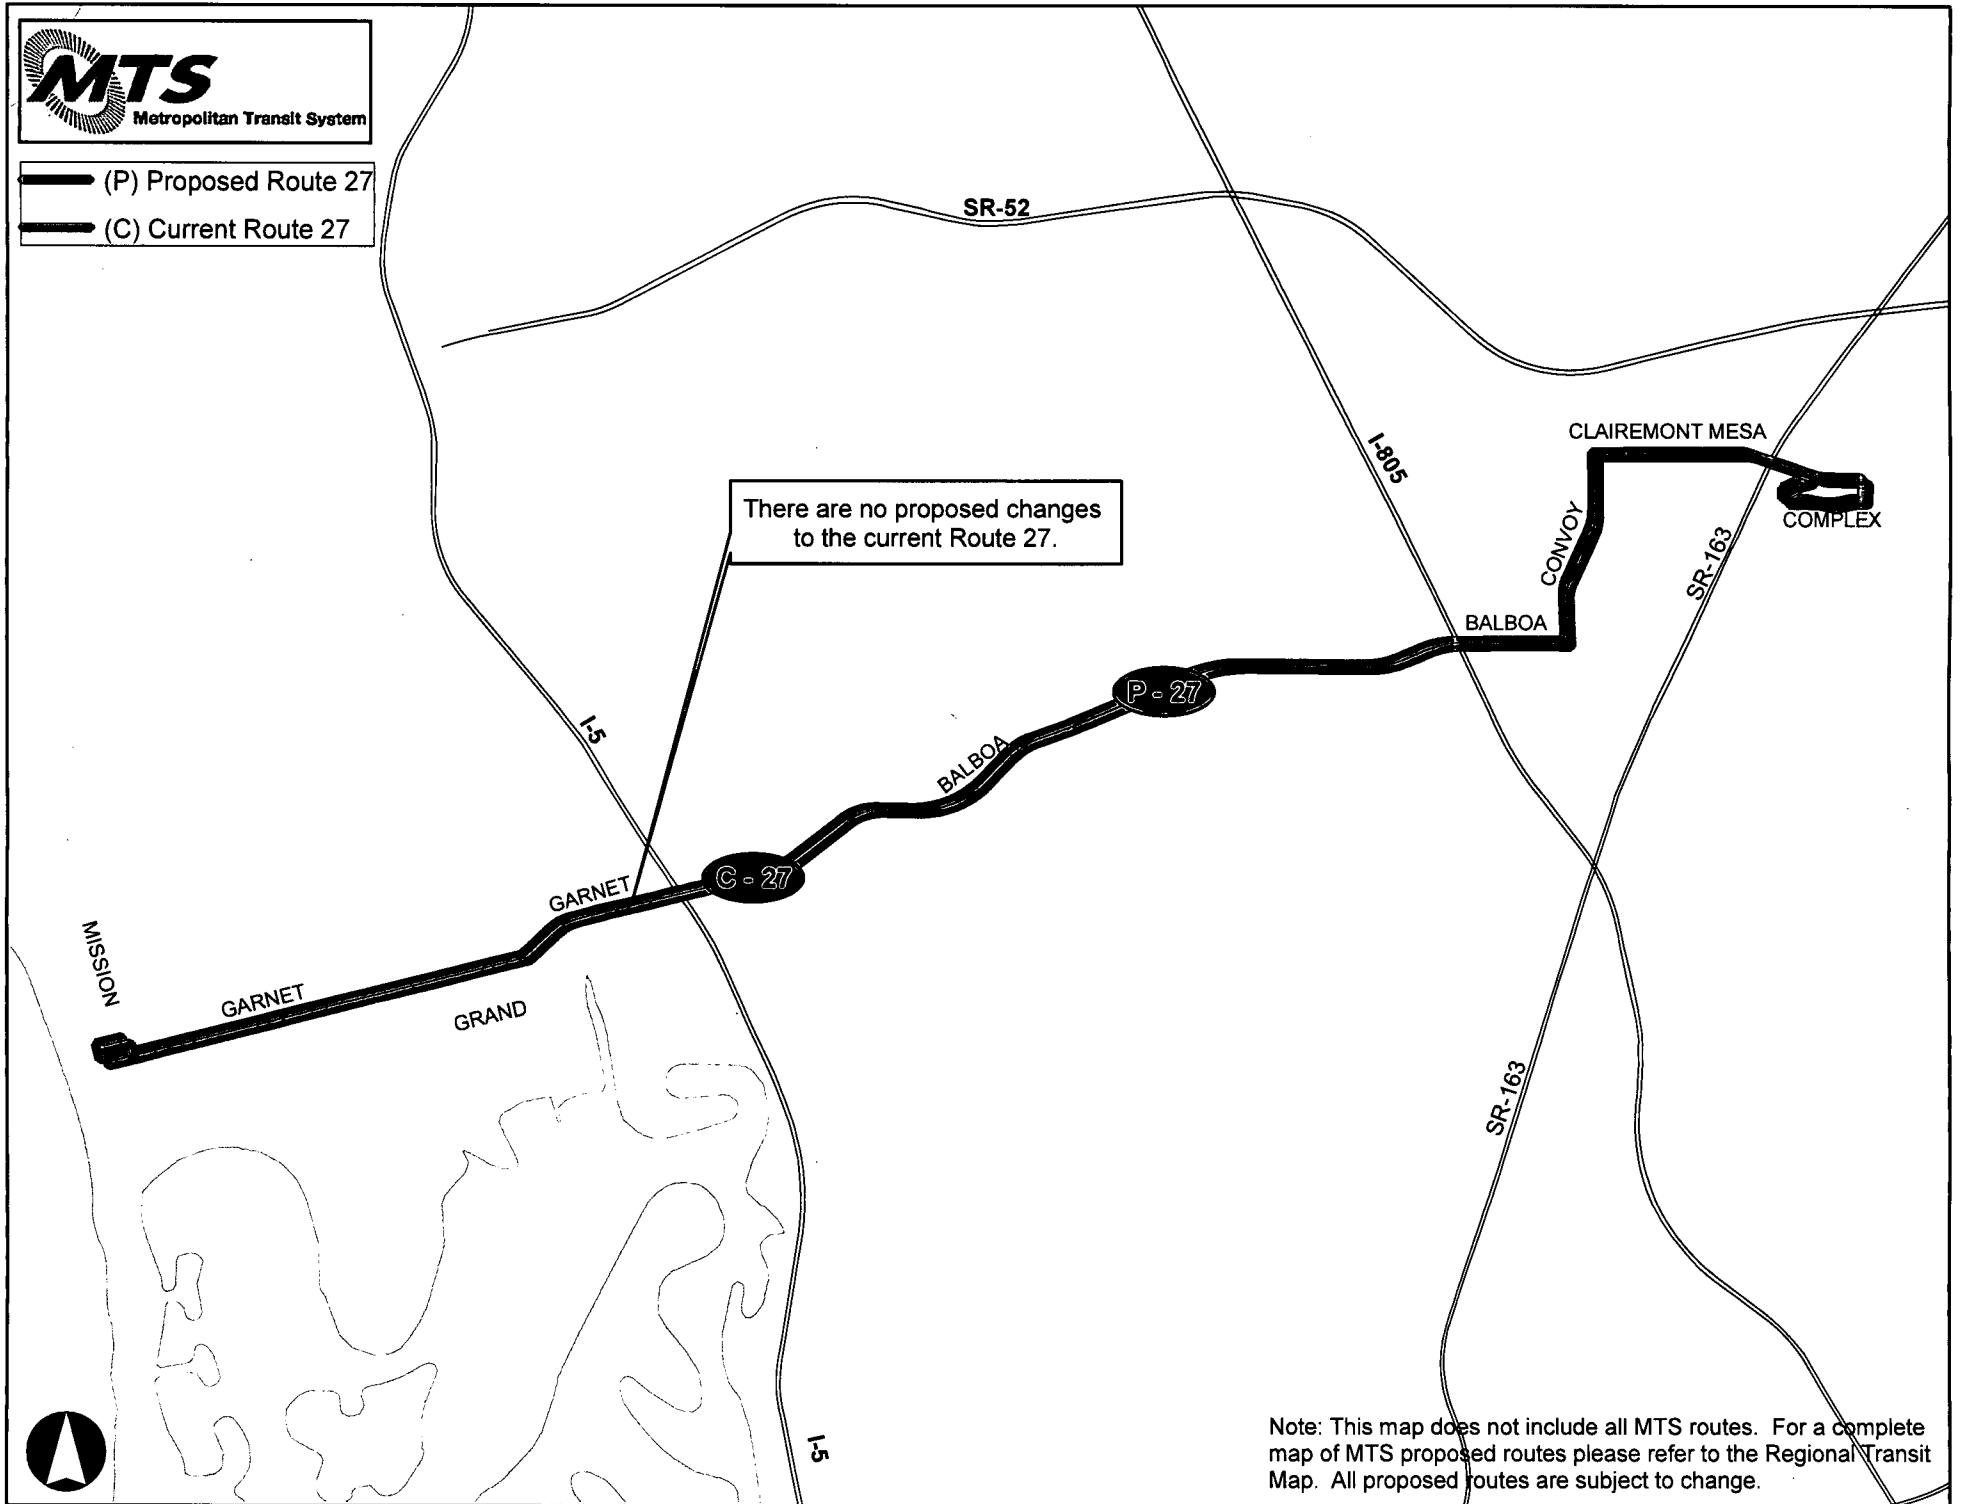 MTS
Metropolitan Transit System
(P) Proposed Route 27
(C) Current Route 27
SR-52
I-805
CLAIREMONT MESA
COMPLEX
CONVOY
SR-163
There are no proposed changes
to the current Route 27.
BALBOA
P - 27
I-5
BALBOA
C - 27
GARNET
MISSION
GARNET
GRAND
SR-163
I-5
Note: This map does not include all MTS routes. For a complete
map of MTS proposed routes please refer to the Regional Transit
Map. All proposed routes are subject to change.